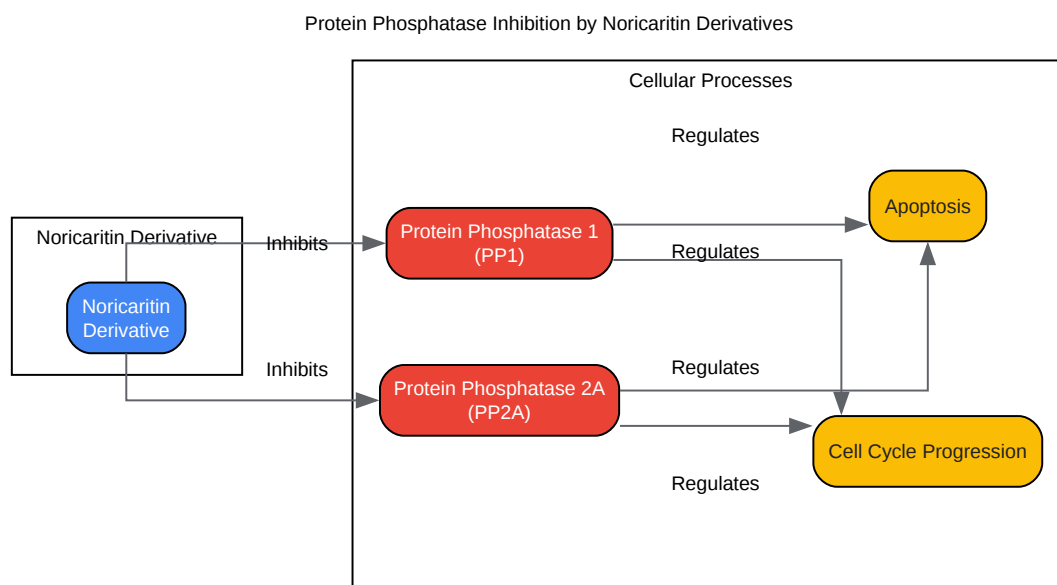 Protein Phosphatase Inhibition by Noricaritin Derivatives
Cellular Processes
Regulates
Apoptosis
Noricaritin Derivative
Inhibits
Protein Phosphatase 1
(PP1)
Regulates
Noricaritin
Derivative
Inhibits
Protein Phosphatase 2A
(PP2A)
Regulates
Cell Cycle Progression
Regulates